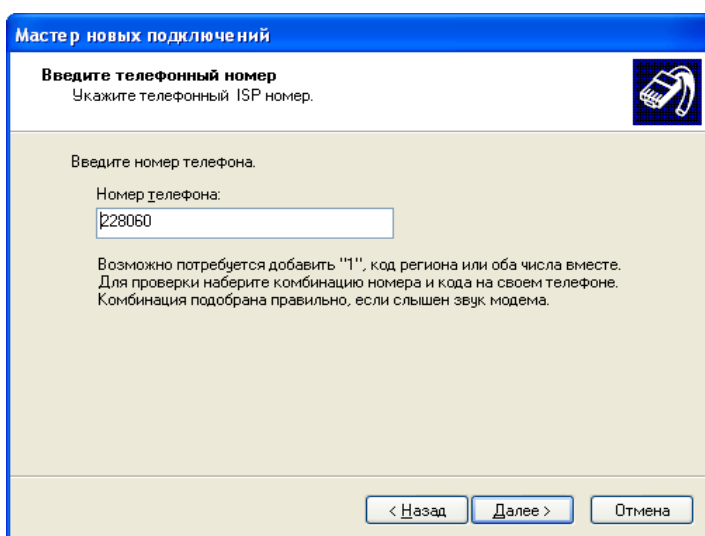 Мастер новых подключений
Введите телефонный номер
Укажите телефонный ISP номер.
Введите номер телефона.
Номер телефона:
228060
Возможно потребуется добавить "1", код региона или оба числа вместе.
Для проверки наберите комбинацию номера и кода на своем телефоне.
Комбинация подобрана правильно, если слышен звук модема.
< Назад Далее > Отмена